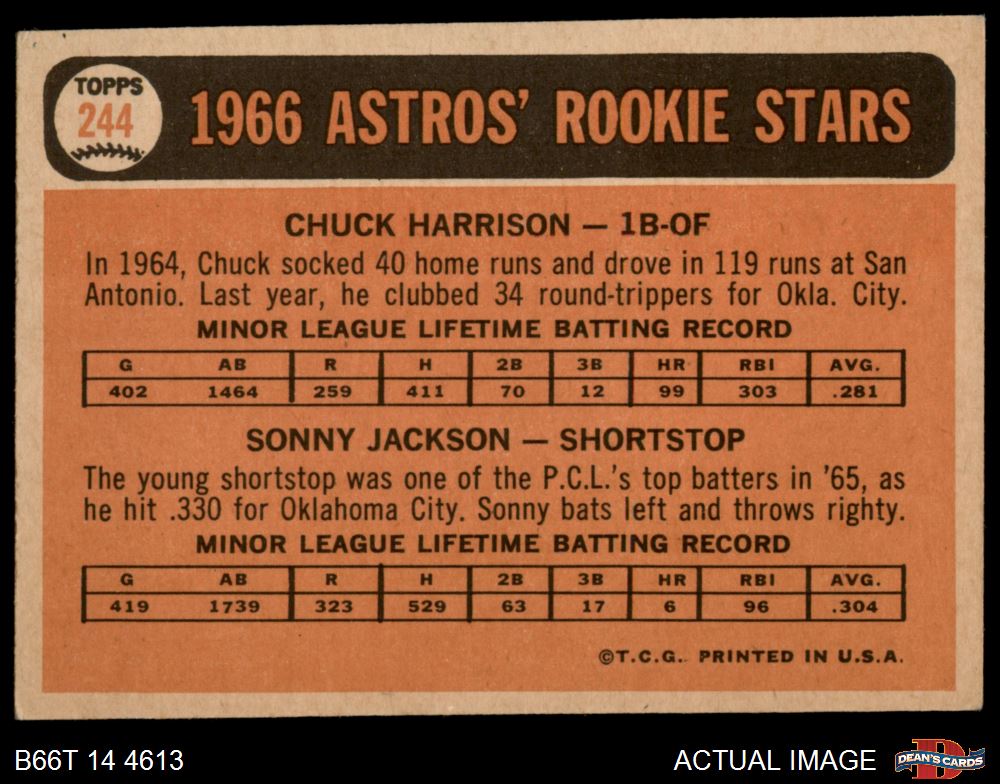 TOPPS
244
1966 ASTROS' ROOKIE STARS
CHUCK HARRISON — 1B-OF
In 1964, Chuck socked 40 home runs and drove in 119 runs at San
Antonio. Last year, he clubbed 34 round-trippers for Okla. City.
MINOR LEAGUE LIFETIME BATTING RECORD
G AB R H 2B 3B HR RBI AVG.
402 1464 259 411 70 12 99 303 .281
SONNY JACKSON — SHORTSTOP
The young shortstop was one of the P.C.L.'s top batters in '65, as
he hit .330 for Oklahoma City. Sonny bats left and throws righty.
MINOR LEAGUE LIFETIME BATTING RECORD
G AB R H 2B 3B HR RBI AVG.
419 1739 323 529 63 17 6 96 .304
©T.C.G. PRINTED IN U.S.A.
B66T 14 4613
ACTUAL IMAGE
D
DEAN'S CARDS